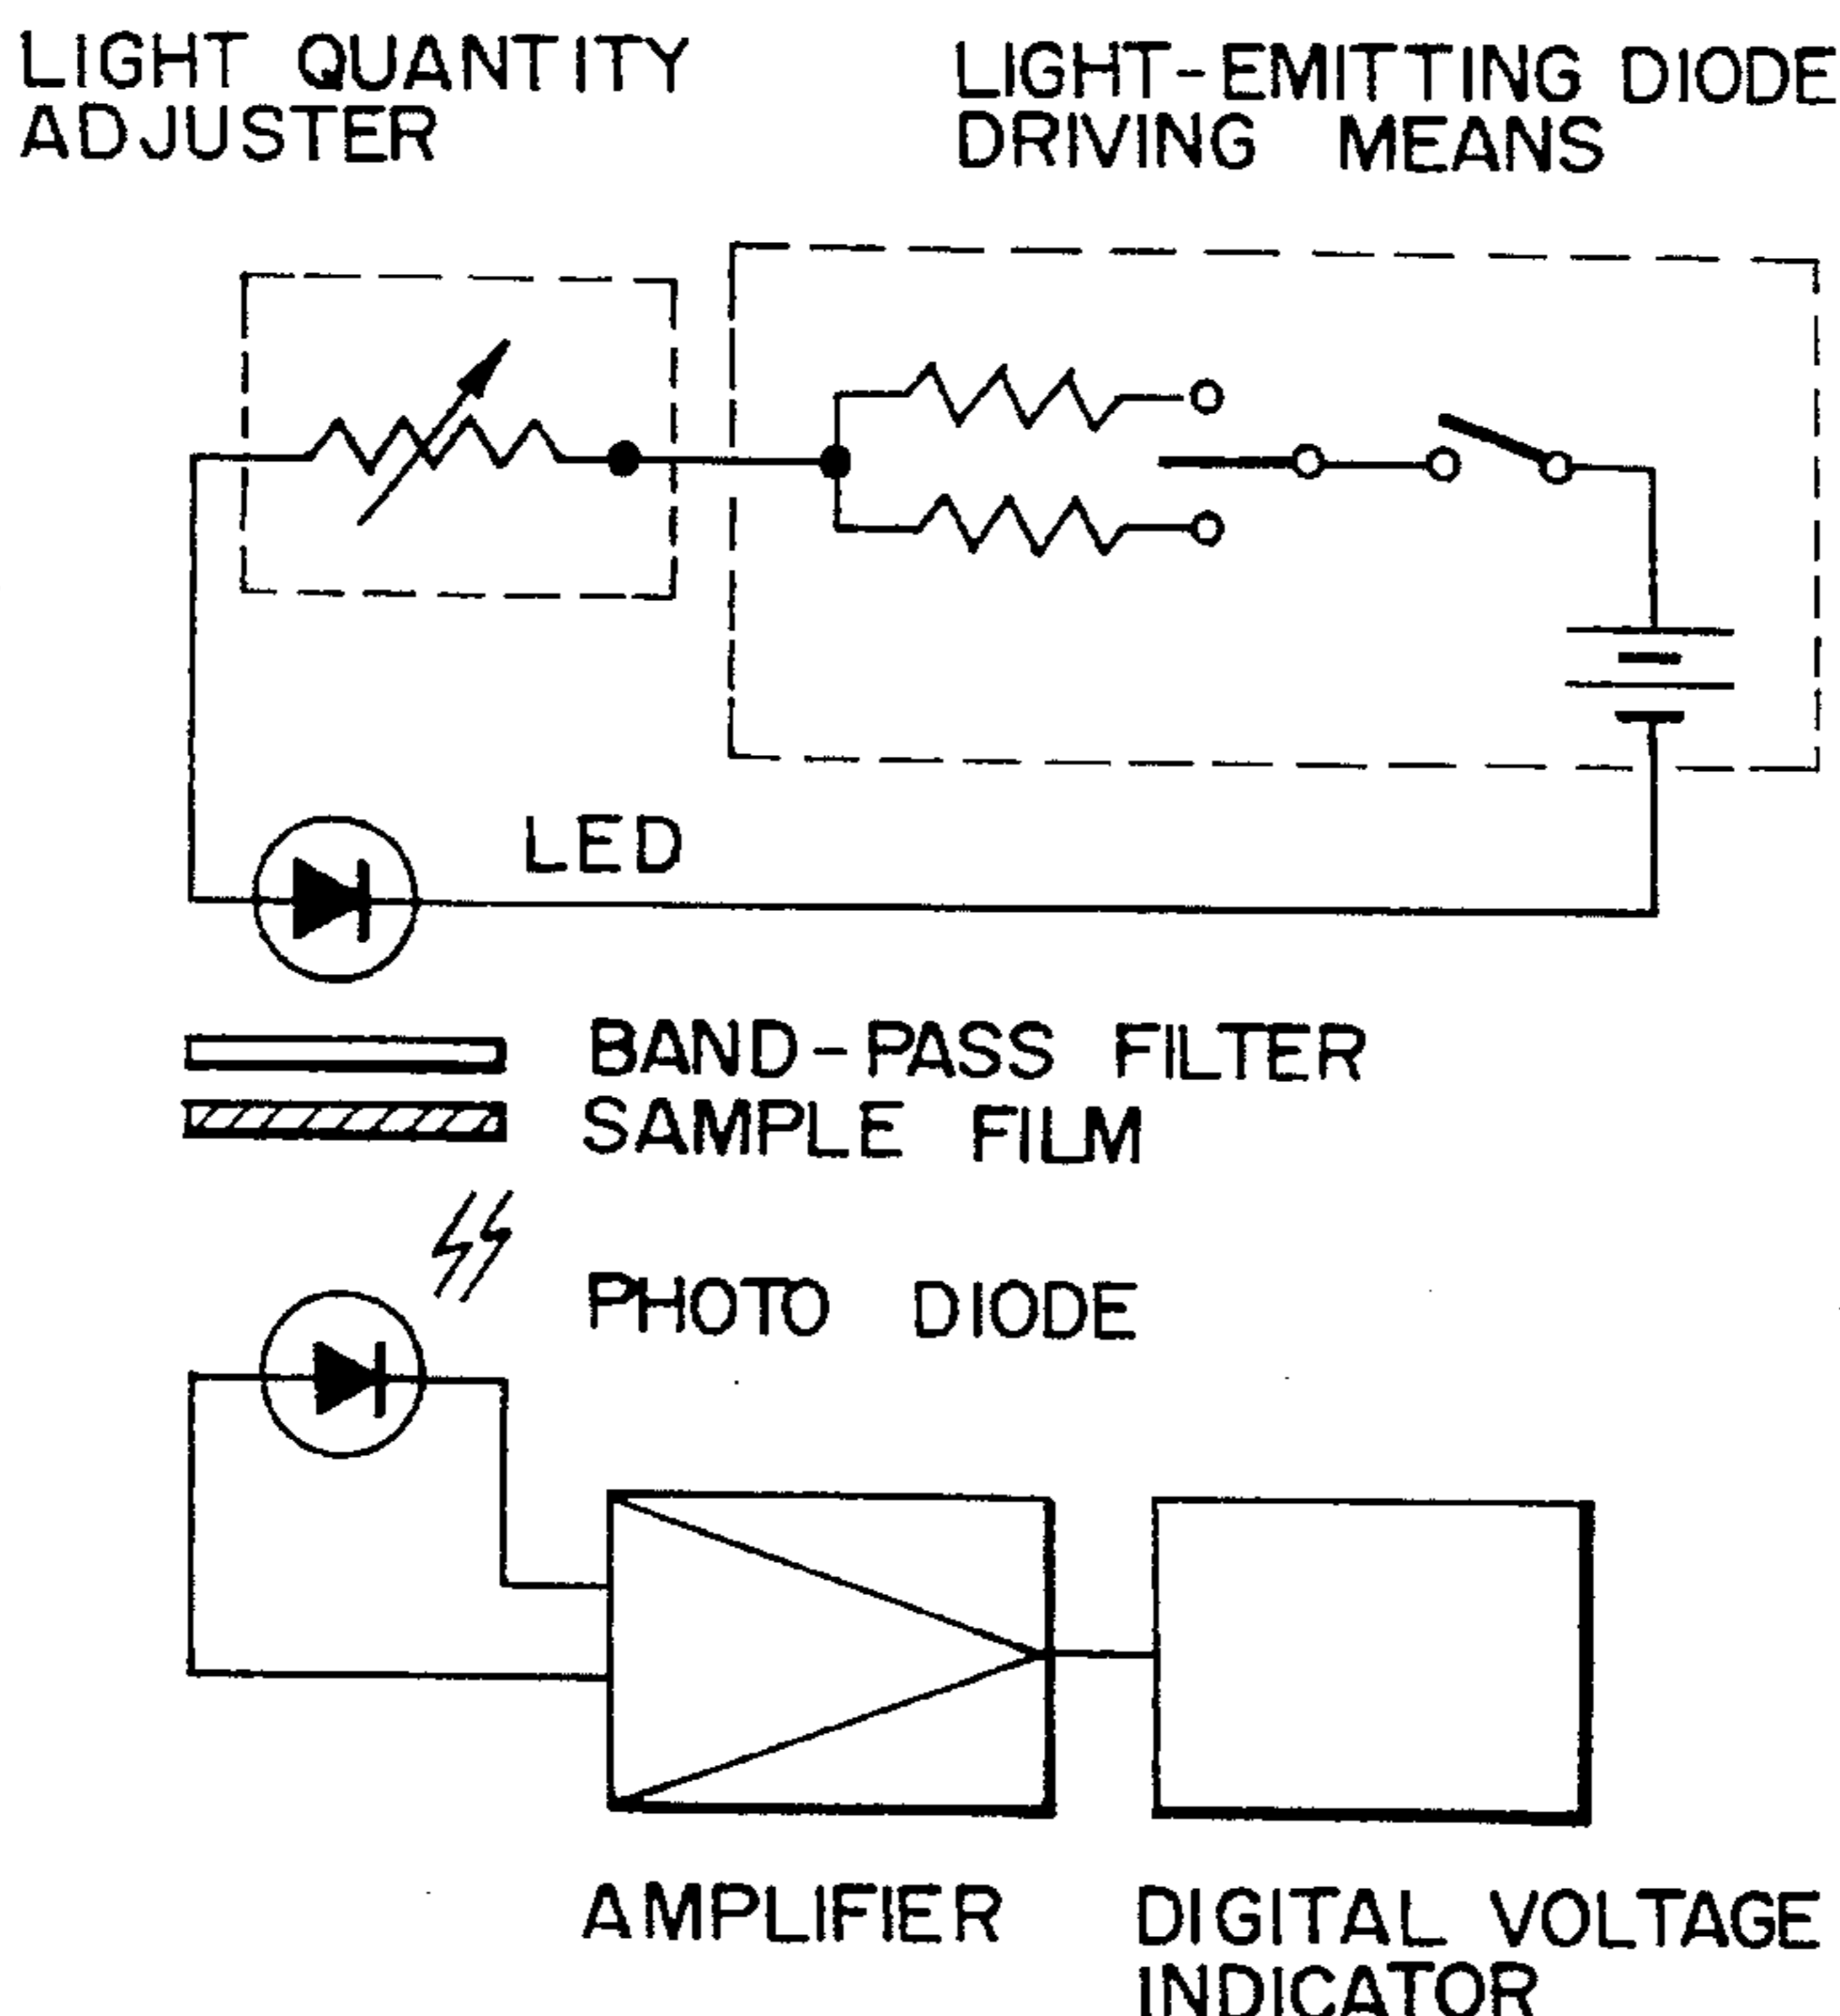 LIGHT QUANTITY
ADJUSTER
LIGHT-EMITTING DIODE
DRIVING MEANS
LED
BAND-PASS FILTER
SAMPLE FILM
PHOTO DIODE
AMPLIFIER
DIGITAL VOLTAGE
INDICATOR